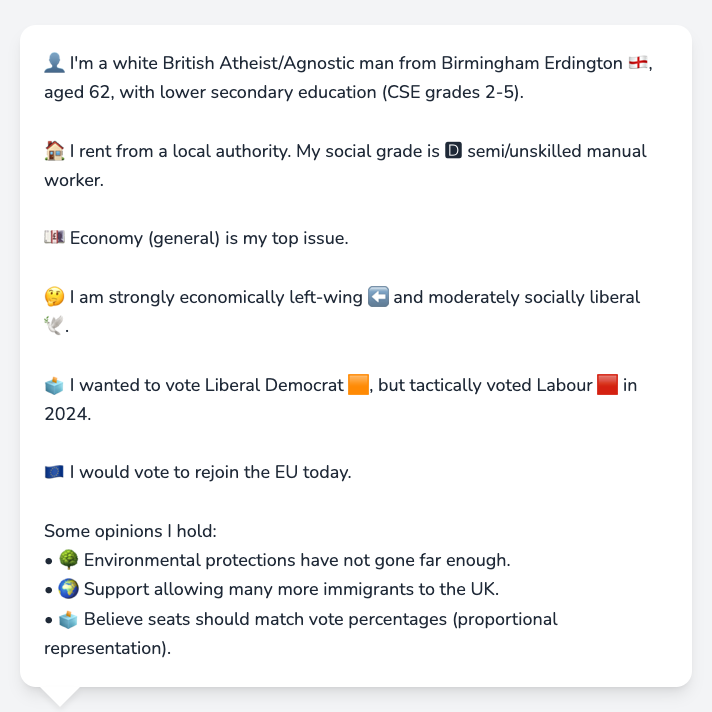 👤 I'm a white British Atheist/Agnostic man from Birmingham Erdington 🏴󠁧󠁢󠁥󠁮󠁧󠁿,
aged 62, with lower secondary education (CSE grades 2-5).
🏠 I rent from a local authority. My social grade is 🅳 semi/unskilled manual
worker.
💷 Economy (general) is my top issue.
🤔 I am strongly economically left-wing ⬅️ and moderately socially liberal
🕊️.
🗳️ I wanted to vote Liberal Democrat 🟧, but tactically voted Labour 🟥 in
2024.
🇪🇺 I would vote to rejoin the EU today.
Some opinions I hold:
• 🌳 Environmental protections have not gone far enough.
• 🌍 Support allowing many more immigrants to the UK.
• 🗳️ Believe seats should match vote percentages (proportional
representation).